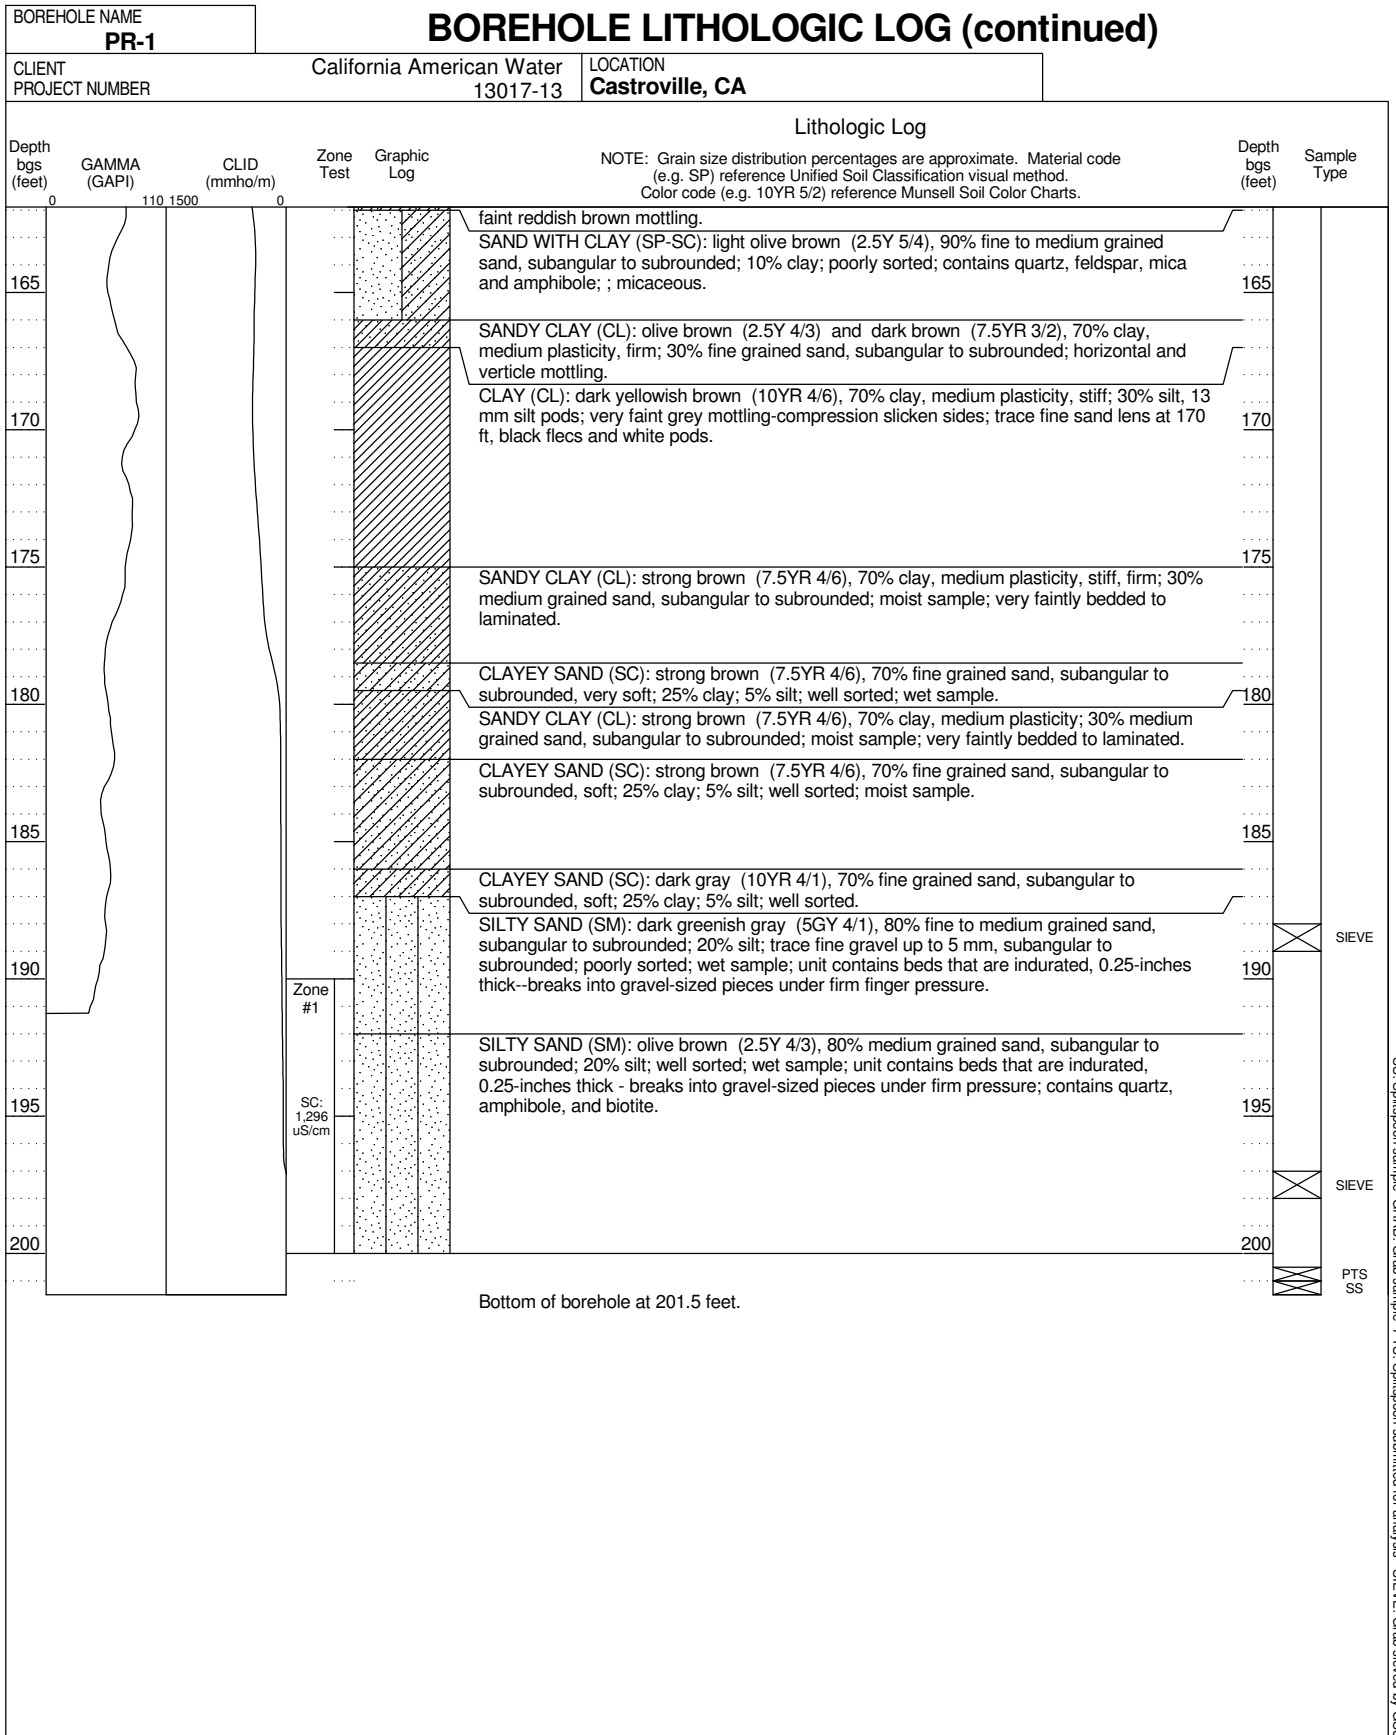 BOREHOLE NAME
PR-1
BOREHOLE LITHOLOGIC LOG (continued)
CLIENT California American Water
PROJECT NUMBER 13017-13
LOCATION
Castroville, CA
Lithologic Log
NOTE: Grain size distribution percentages are approximate. Material code
(e.g. SP) reference Unified Soil Classification visual method.
Color code (e.g. 10YR 5/2) reference Munsell Soil Color Charts.
Depth
bgs
(feet)
GAMMA
(GAPI)
CLID
(mmho/m)
Zone
Test
Graphic
Log
Depth
bgs
(feet)
Sample
Type
0 110 1500 0
faint reddish brown mottling.
SAND WITH CLAY (SP-SC): light olive brown (2.5Y 5/4), 90% fine to medium grained
sand, subangular to subrounded; 10% clay; poorly sorted; contains quartz, feldspar, mica
and amphibole; ; micaceous.
165 165
SANDY CLAY (CL): olive brown (2.5Y 4/3) and dark brown (7.5YR 3/2), 70% clay,
medium plasticity, firm; 30% fine grained sand, subangular to subrounded; horizontal and
verticle mottling.
CLAY (CL): dark yellowish brown (10YR 4/6), 70% clay, medium plasticity, stiff; 30% silt, 13
mm silt pods; very faint grey mottling-compression slicken sides; trace fine sand lens at 170
ft, black flecs and white pods.
170 170
175 175
SANDY CLAY (CL): strong brown (7.5YR 4/6), 70% clay, medium plasticity, stiff, firm; 30%
medium grained sand, subangular to subrounded; moist sample; very faintly bedded to
laminated.
CLAYEY SAND (SC): strong brown (7.5YR 4/6), 70% fine grained sand, subangular to
subrounded, very soft; 25% clay; 5% silt; well sorted; wet sample.
180 180
SANDY CLAY (CL): strong brown (7.5YR 4/6), 70% clay, medium plasticity; 30% medium
grained sand, subangular to subrounded; moist sample; very faintly bedded to laminated.
CLAYEY SAND (SC): strong brown (7.5YR 4/6), 70% fine grained sand, subangular to
subrounded, soft; 25% clay; 5% silt; well sorted; moist sample.
185 185
CLAYEY SAND (SC): dark gray (10YR 4/1), 70% fine grained sand, subangular to
subrounded, soft; 25% clay; 5% silt; well sorted.
SILTY SAND (SM): dark greenish gray (5GY 4/1), 80% fine to medium grained sand,
subangular to subrounded; 20% silt; trace fine gravel up to 5 mm, subangular to
subrounded; poorly sorted; wet sample; unit contains beds that are indurated, 0.25-inches
thick--breaks into gravel-sized pieces under firm finger pressure.
SIEVE
190 190
Zone
#1
SILTY SAND (SM): olive brown (2.5Y 4/3), 80% medium grained sand, subangular to
subrounded; 20% silt; well sorted; wet sample; unit contains beds that are indurated,
0.25-inches thick - breaks into gravel-sized pieces under firm pressure; contains quartz,
amphibole, and biotite.
SC:
1,296
uS/cm
195 195
SIEVE
200 200
PTS
SS
Bottom of borehole at 201.5 feet.